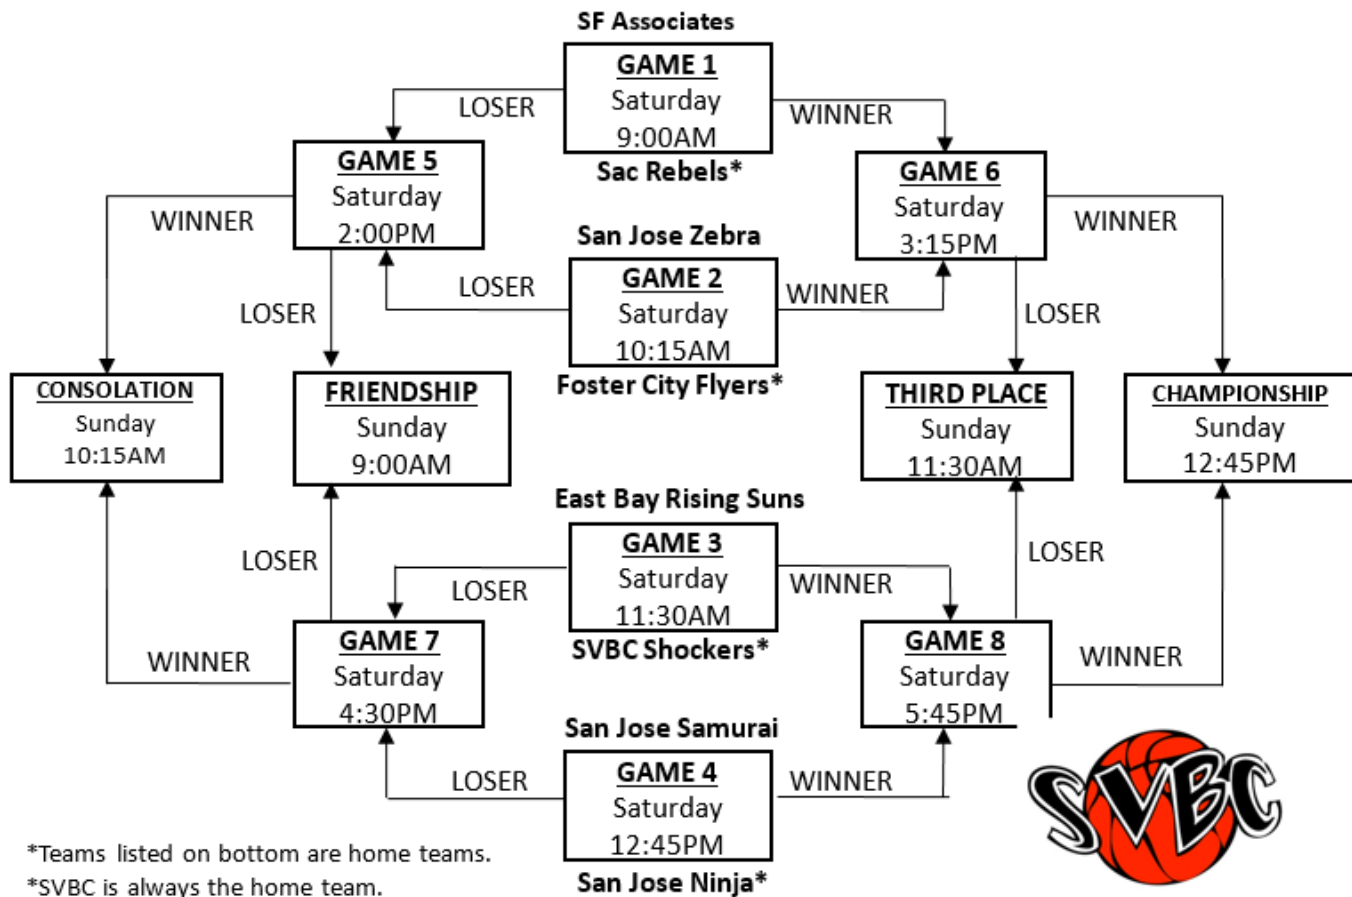 SF Associates
GAME 1
Saturday
9:00AM
Sac Rebels*
LOSER
WINNER
GAME 5
Saturday
2:00PM
GAME 6
Saturday
3:15PM
WINNER
LOSER
San Jose Zebra
GAME 2
Saturday
10:15AM
Foster City Flyers*
LOSER
WINNER
WINNER
LOSER
CONSOLATION
Sunday
10:15AM
FRIENDSHIP
Sunday
9:00AM
THIRD PLACE
Sunday
11:30AM
CHAMPIONSHIP
Sunday
12:45PM
East Bay Rising Suns
GAME 3
Saturday
11:30AM
SVBC Shockers*
LOSER
WINNER
LOSER
LOSER
GAME 7
Saturday
4:30PM
GAME 8
Saturday
5:45PM
WINNER
WINNER
San Jose Samurai
GAME 4
Saturday
12:45PM
San Jose Ninja*
LOSER
WINNER
SVBC
*Teams listed on bottom are home teams.
*SVBC is always the home team.